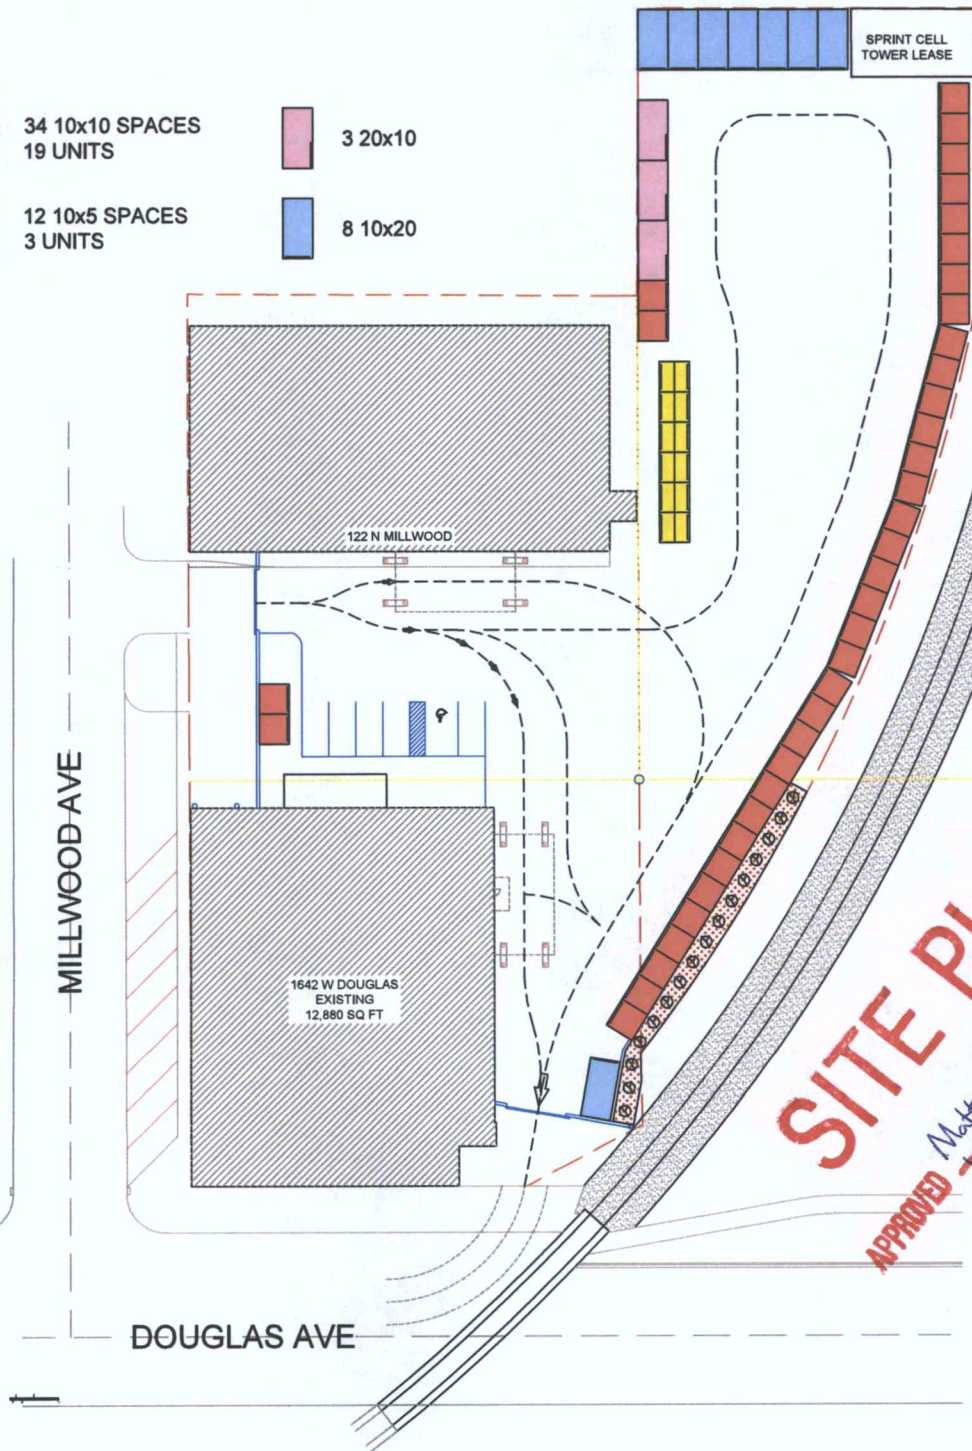 SPRINT CELL
TOWER LEASE
34 10x10 SPACES
19 UNITS
3 20x10
12 10x5 SPACES
3 UNITS
8 10x20
122 N MILLWOOD
MILLWOOD AVE
1642 W DOUGLAS
EXISTING
12,880 SQ FT
SITE
APPROVED
DOUGLAS AVE